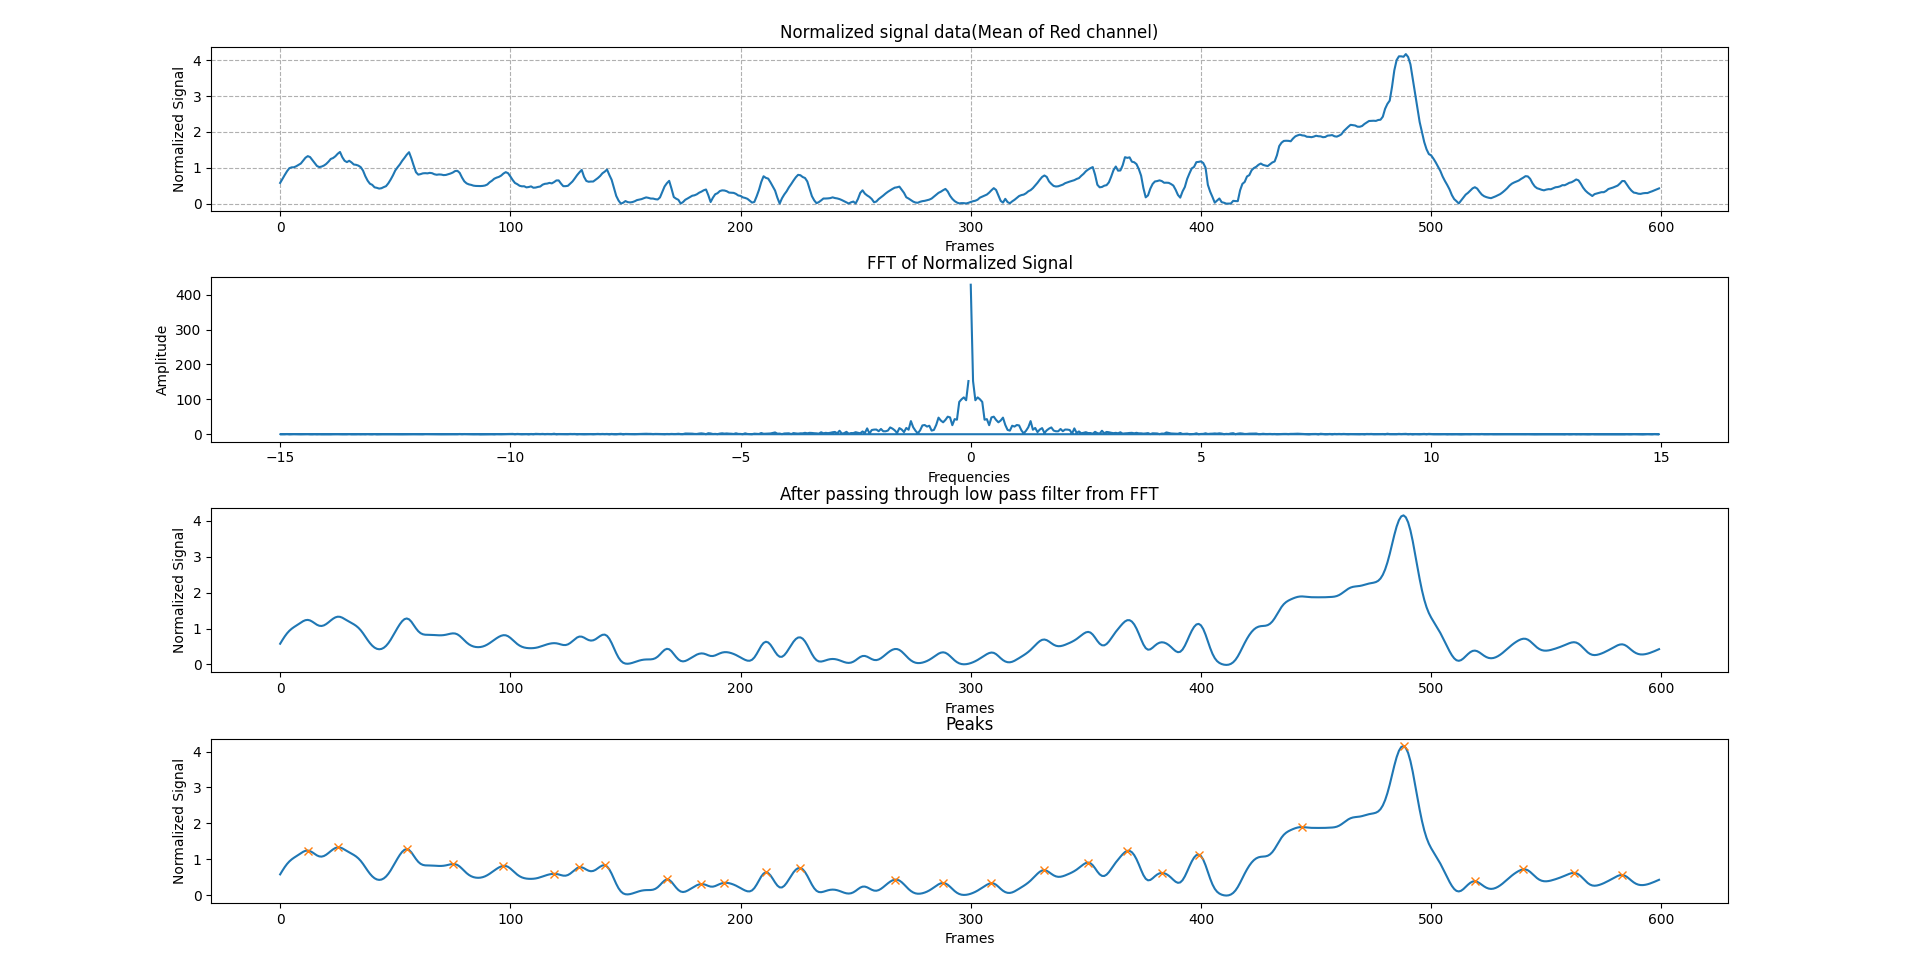 Normalized signal data(Mean of Red channel)
Normalized Signal
4
3
2
1
0
0 100 200 300 400 500 600
Frames
FFT of Normalized Signal
Amplitude
400
300
200
100
0
−15 −10 −5 0 5 10 15
Frequencies
After passing through low pass filter from FFT
Normalized Signal
4
3
2
1
0
0 100 200 300 400 500 600
Frames
Peaks
Normalized Signal
4
3
2
1
0
0 100 200 300 400 500 600
Frames